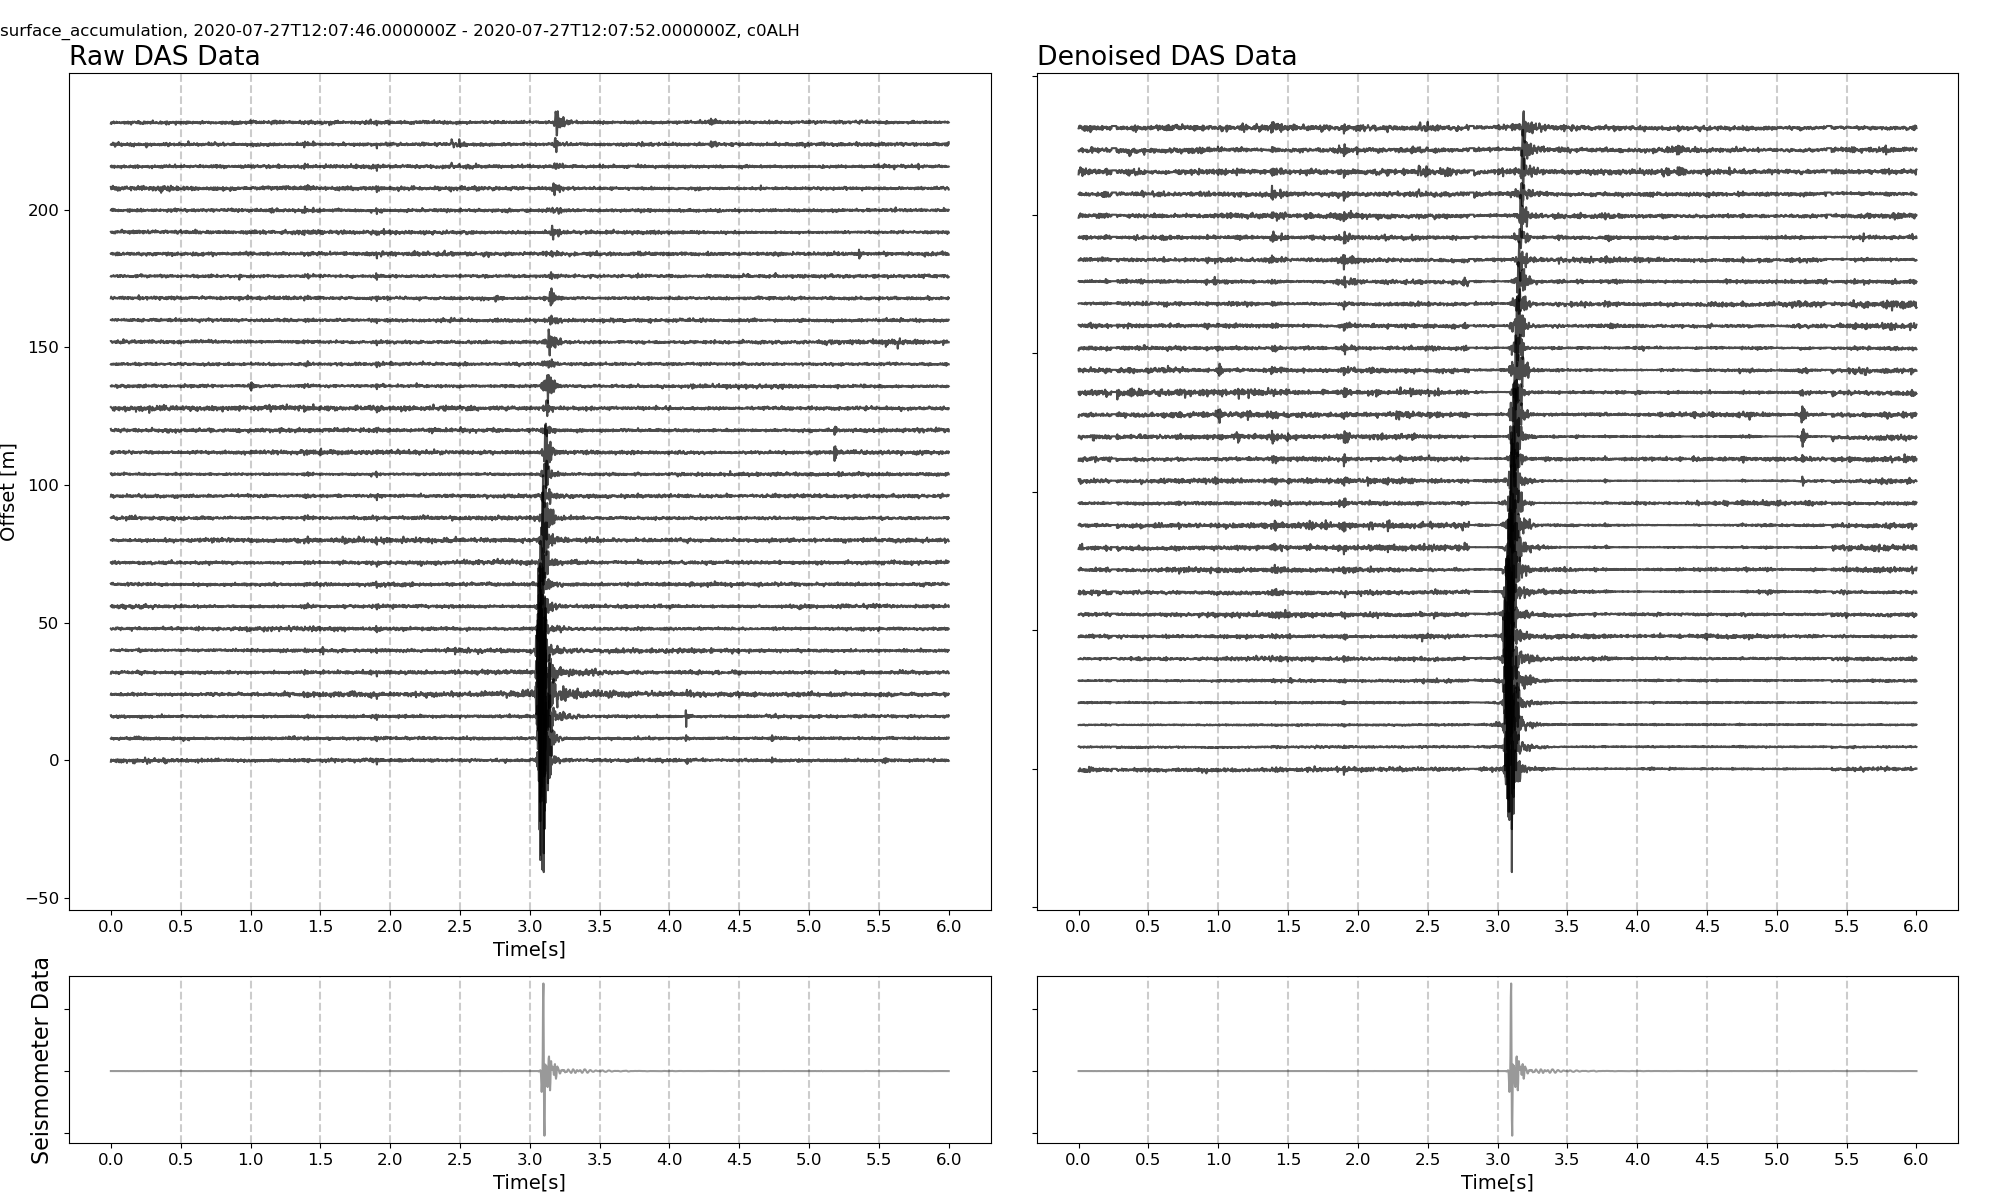 surface_accumulation, 2020-07-27T12:07:46.000000Z - 2020-07-27T12:07:52.000000Z, c0ALH
Raw DAS Data
Denoised DAS Data
Offset [m]
200
150
100
50
0
−50
0.0 0.5 1.0 1.5 2.0 2.5 3.0 3.5 4.0 4.5 5.0 5.5 6.0
Time[s]
0.0 0.5 1.0 1.5 2.0 2.5 3.0 3.5 4.0 4.5 5.0 5.5 6.0
Seismometer Data
0.0 0.5 1.0 1.5 2.0 2.5 3.0 3.5 4.0 4.5 5.0 5.5 6.0
Time[s]
0.0 0.5 1.0 1.5 2.0 2.5 3.0 3.5 4.0 4.5 5.0 5.5 6.0
Time[s]